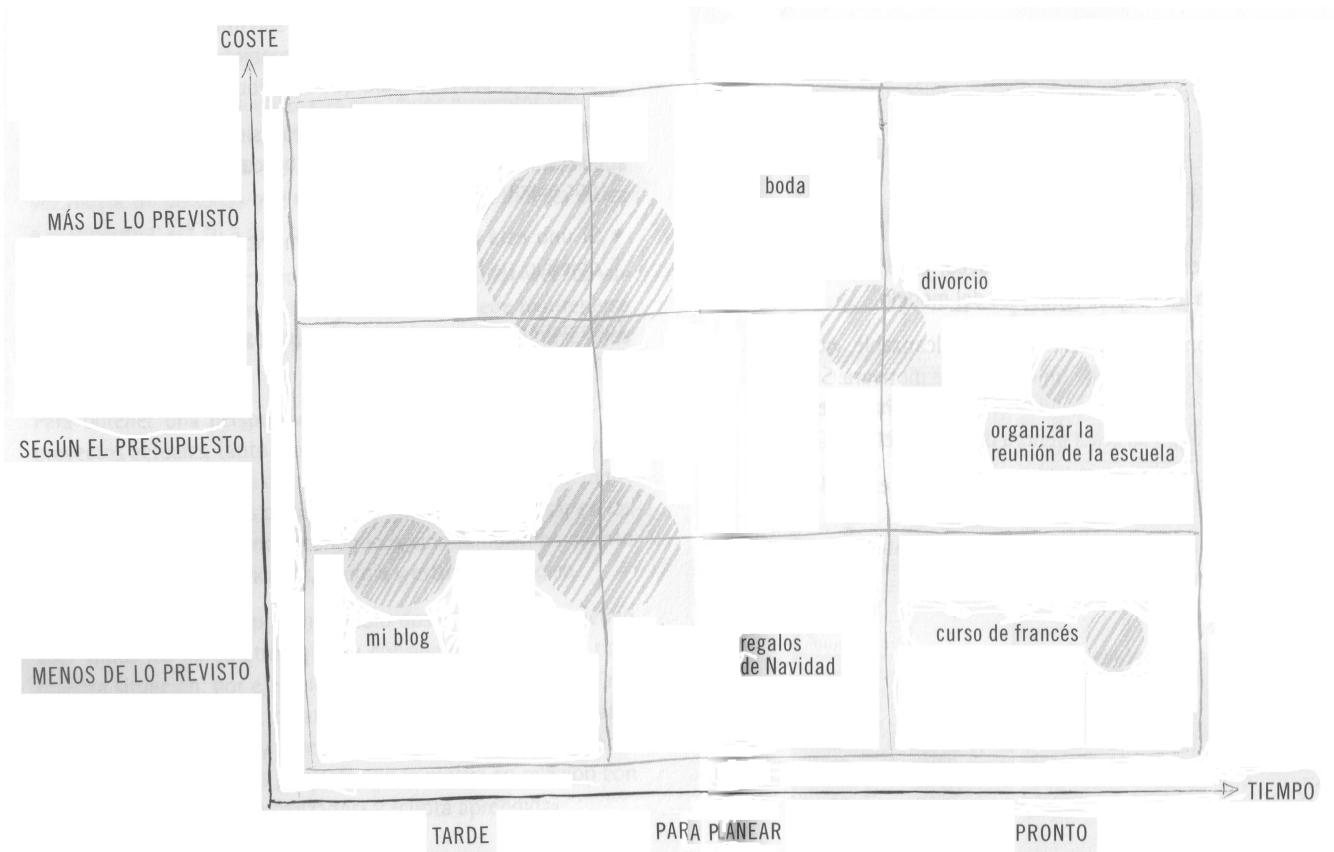 COSTE
boda
MÁS DE LO PREVISTO
divorcio
organizar la
reunión de la escuela
SEGÚN EL PRESUPUESTO
mi blog
regalos
de Navidad
curso de francés
MENOS DE LO PREVISTO
TIEMPO
TARDE
PARA PLANEAR
PRONTO